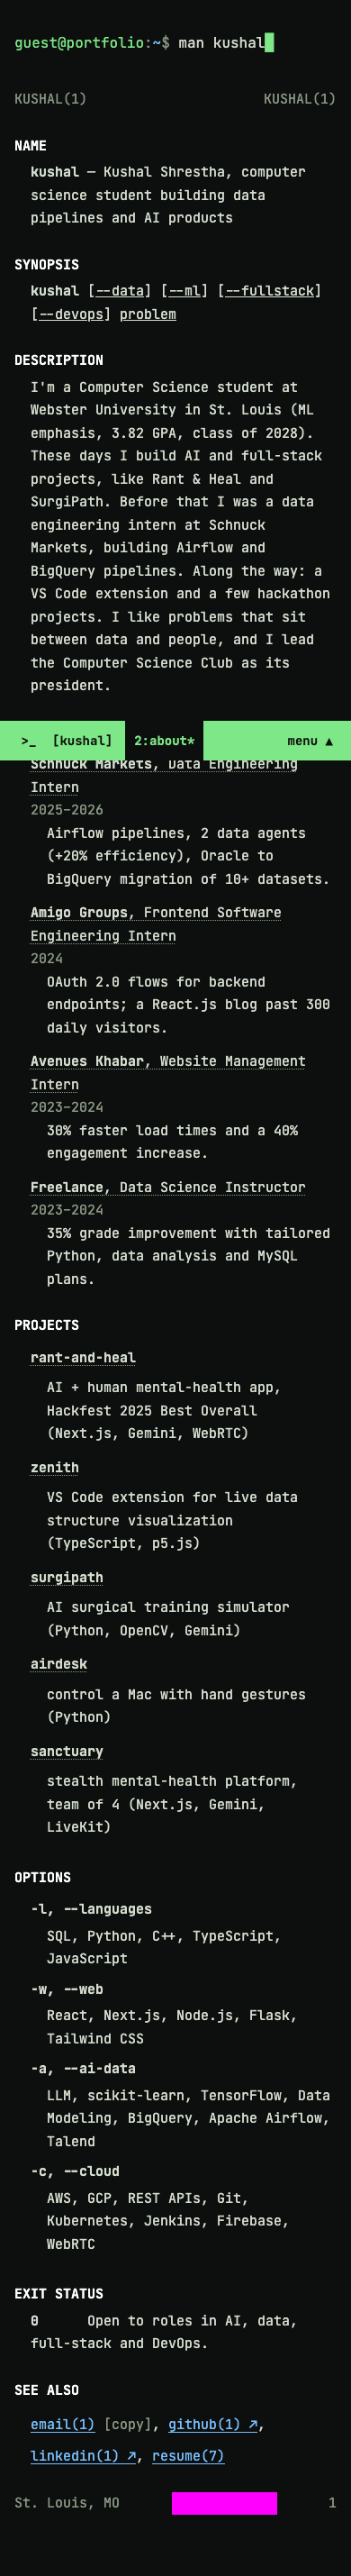 guest@portfolio:~$ man kushal
KUSHAL(1) KUSHAL(1)
NAME
kushal — Kushal Shrestha, computer
science student building data
pipelines and AI products
SYNOPSIS
kushal [--data] [--ml] [--fullstack]
[--devops] problem
DESCRIPTION
I'm a Computer Science student at
Webster University in St. Louis (ML
emphasis, 3.82 GPA, class of 2028).
These days I build AI and full-stack
projects, like Rant & Heal and
SurgiPath. Before that I was a data
engineering intern at Schnuck
Markets, building Airflow and
BigQuery pipelines. Along the way: a
VS Code extension and a few hackathon
projects. I like problems that sit
between data and people, and I lead
the Computer Science Club as its
president.
>_ [kushal] 2:about* menu ▲
Schnuck Markets, Data Engineering
Intern
2025–2026
Airflow pipelines, 2 data agents
(+20% efficiency), Oracle to
BigQuery migration of 10+ datasets.
Amigo Groups, Frontend Software
Engineering Intern
2024
OAuth 2.0 flows for backend
endpoints; a React.js blog past 300
daily visitors.
Avenues Khabar, Website Management
Intern
2023–2024
30% faster load times and a 40%
engagement increase.
Freelance, Data Science Instructor
2023–2024
35% grade improvement with tailored
Python, data analysis and MySQL
plans.
PROJECTS
rant-and-heal
AI + human mental-health app,
Hackfest 2025 Best Overall
(Next.js, Gemini, WebRTC)
zenith
VS Code extension for live data
structure visualization
(TypeScript, p5.js)
surgipath
AI surgical training simulator
(Python, OpenCV, Gemini)
airdesk
control a Mac with hand gestures
(Python)
sanctuary
stealth mental-health platform,
team of 4 (Next.js, Gemini,
LiveKit)
OPTIONS
-l, --languages
SQL, Python, C++, TypeScript,
JavaScript
-w, --web
React, Next.js, Node.js, Flask,
Tailwind CSS
-a, --ai-data
LLM, scikit-learn, TensorFlow, Data
Modeling, BigQuery, Apache Airflow,
Talend
-c, --cloud
AWS, GCP, REST APIs, Git,
Kubernetes, Jenkins, Firebase,
WebRTC
EXIT STATUS
0 Open to roles in AI, data,
full-stack and DevOps.
SEE ALSO
email(1) [copy], github(1) ↗,
linkedin(1) ↗, resume(7)
St. Louis, MO 1